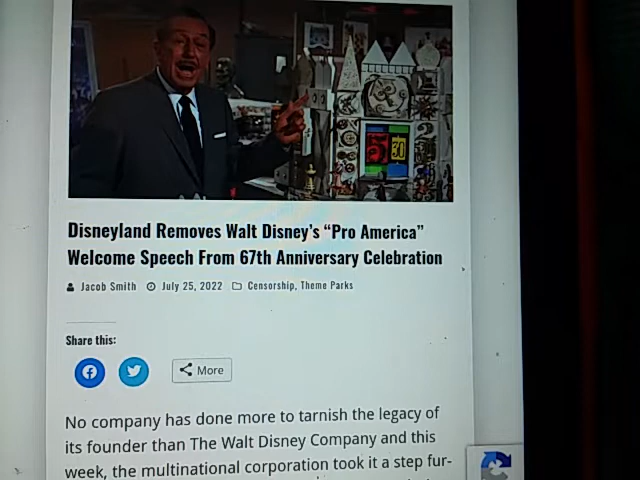 5 30
Disneyland Removes Walt Disney's “Pro America”
Welcome Speech From 67th Anniversary Celebration
Jacob Smith July 25, 2022 Censorship, Theme Parks
Share this:
More
No company has done more to tarnish the legacy of
its founder than The Walt Disney Company and this
week, the multinational corporation took it a step fur-